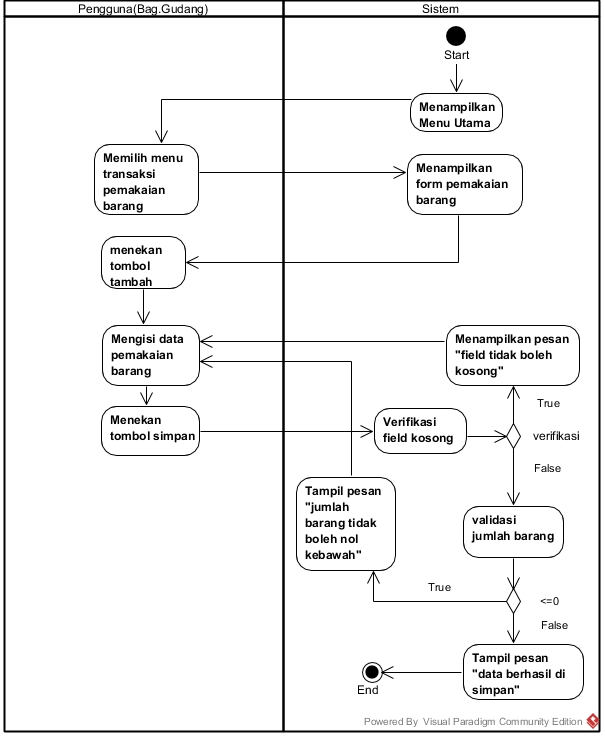 Pengguna(Bag.Gudang)
Sistem
Start
Menampilkan
Menu Utama
Memilih menu
transaksi
pemakaian
barang
Menampilkan
form pemakaian
barang
menekan
tombol
tambah
Mengisi data
pemakaian
barang
Menampilkan pesan
"field tidak boleh
kosong"
True
Menekan
tombol simpan
Verifikasi
field kosong
verifikasi
False
Tampil pesan
"jumlah
barang tidak
boleh nol
kebawah"
validasi
jumlah barang
True
<=0
False
Tampil pesan
"data berhasil di
simpan"
End
Powered By Visual Paradigm Community Edition